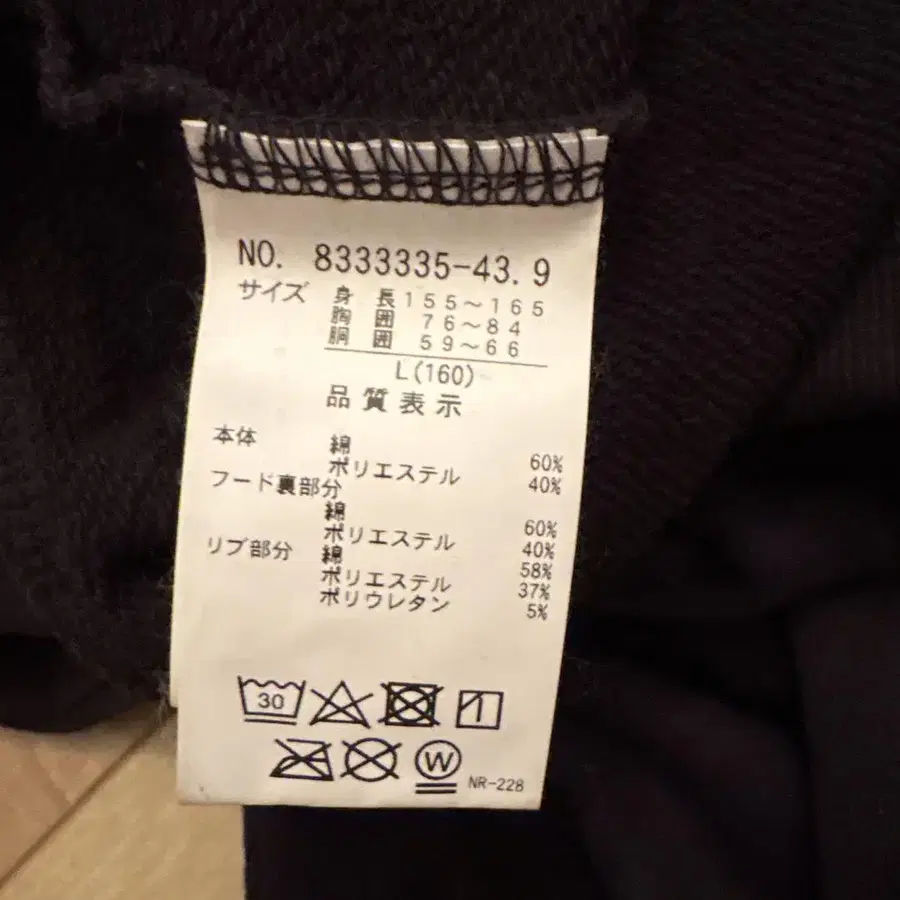 NO. 8333335-43.9
サイズ 身長 155～165
胸囲 76～84
胴囲 59～66
L(160)
品質表示
本体 綿 60%
ポリエステル 40%
フード裏部分
綿 60%
ポリエステル 40%
リブ部分 綿 58%
ポリエステル 37%
ポリウレタン 5%
30
W NR-228